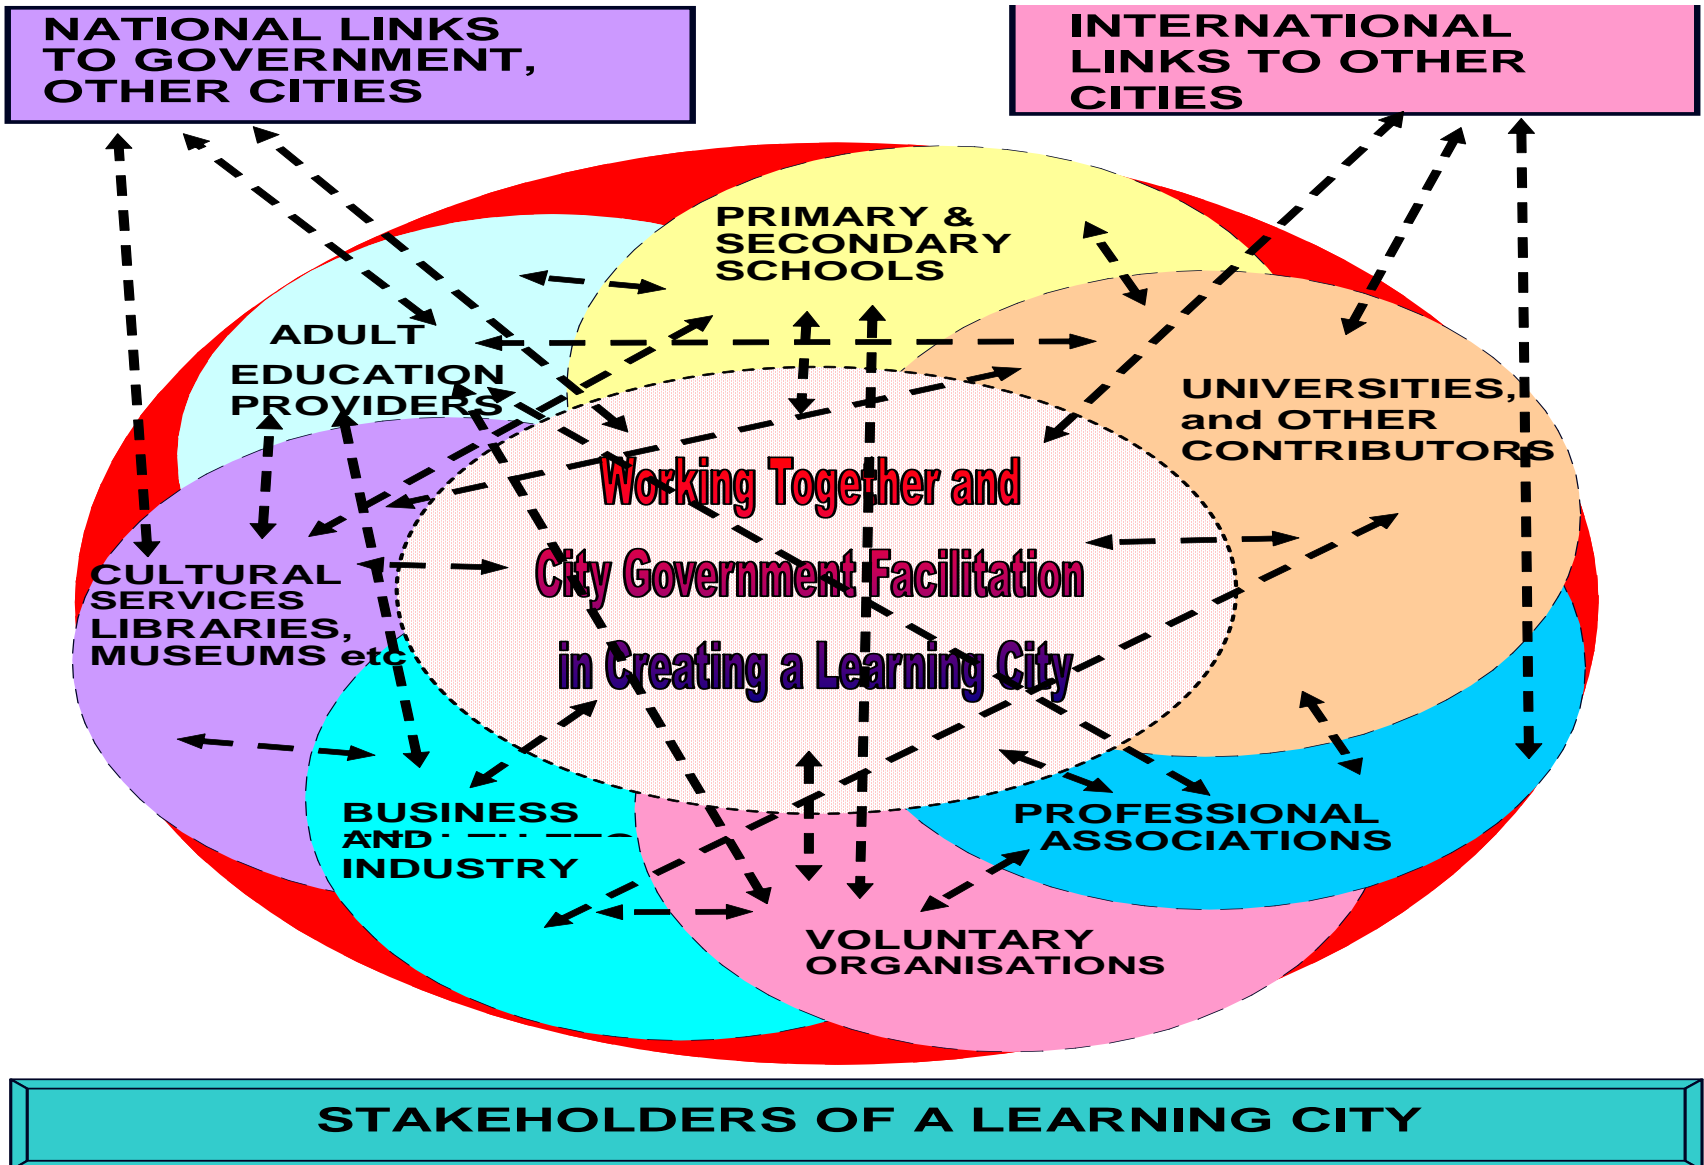 NATIONAL LINKS
TO GOVERNMENT,
OTHER CITIES
INTERNATIONAL
LINKS TO OTHER
CITIES
PRIMARY &
SECONDARY
SCHOOLS
ADULT
EDUCATION
PROVIDERS
UNIVERSITIES,
and OTHER
CONTRIBUTORS
Working Together and
City Government Facilitation
in Creating a Learning City
CULTURAL
SERVICES
LIBRARIES,
MUSEUMS etc
BUSINESS
AND
INDUSTRY
PROFESSIONAL
ASSOCIATIONS
VOLUNTARY
ORGANISATIONS
STAKEHOLDERS OF A LEARNING CITY